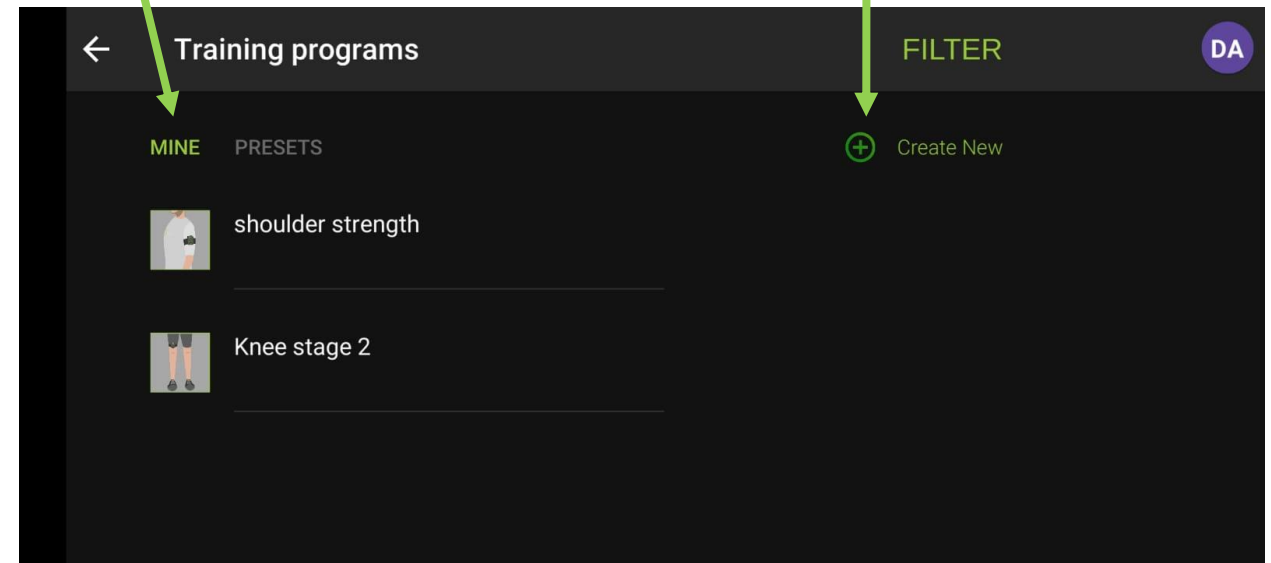 Training programs FILTER DA
MINE PRESETS Create New
shoulder strength
Knee stage 2